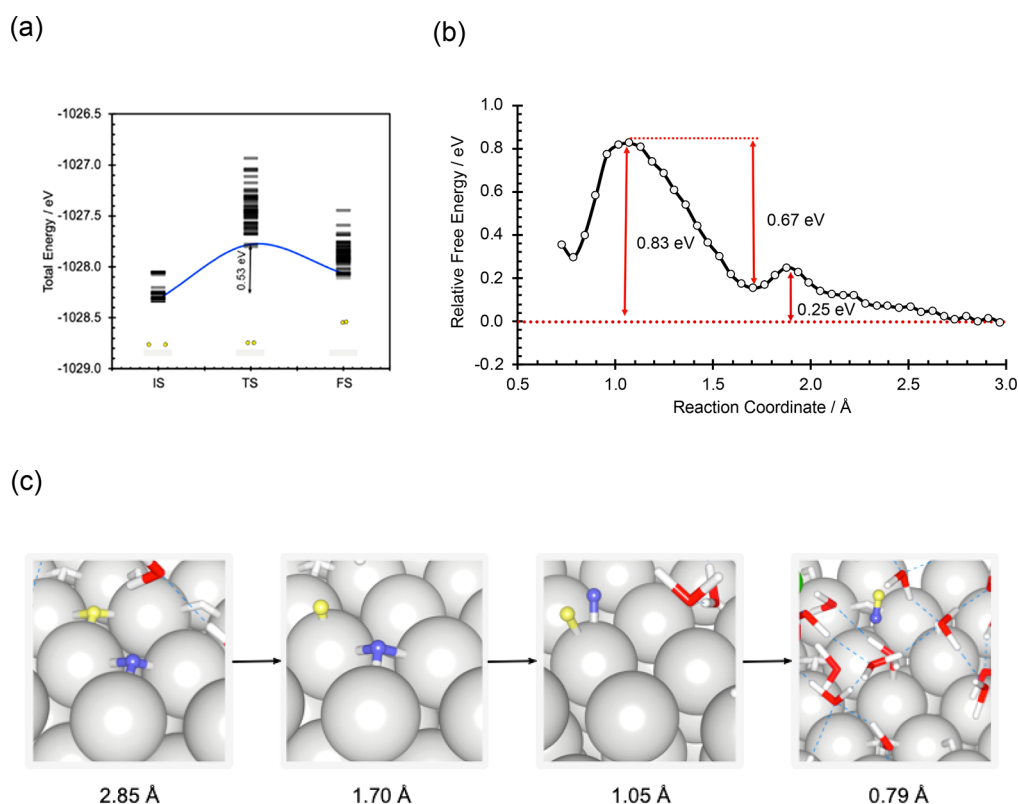 (a)
(b)
Total Energy / eV
-1026.5
-1027.0
-1027.5
-1028.0
-1028.5
-1029.0
0.53 eV
IS
TS
FS
Relative Free Energy / eV
1.0
0.8
0.6
0.4
0.2
0.0
-0.2
0.83 eV
0.67 eV
0.25 eV
0.5
1.0
1.5
2.0
2.5
3.0
Reaction Coordinate / Å
(c)
2.85 Å
1.70 Å
1.05 Å
0.79 Å